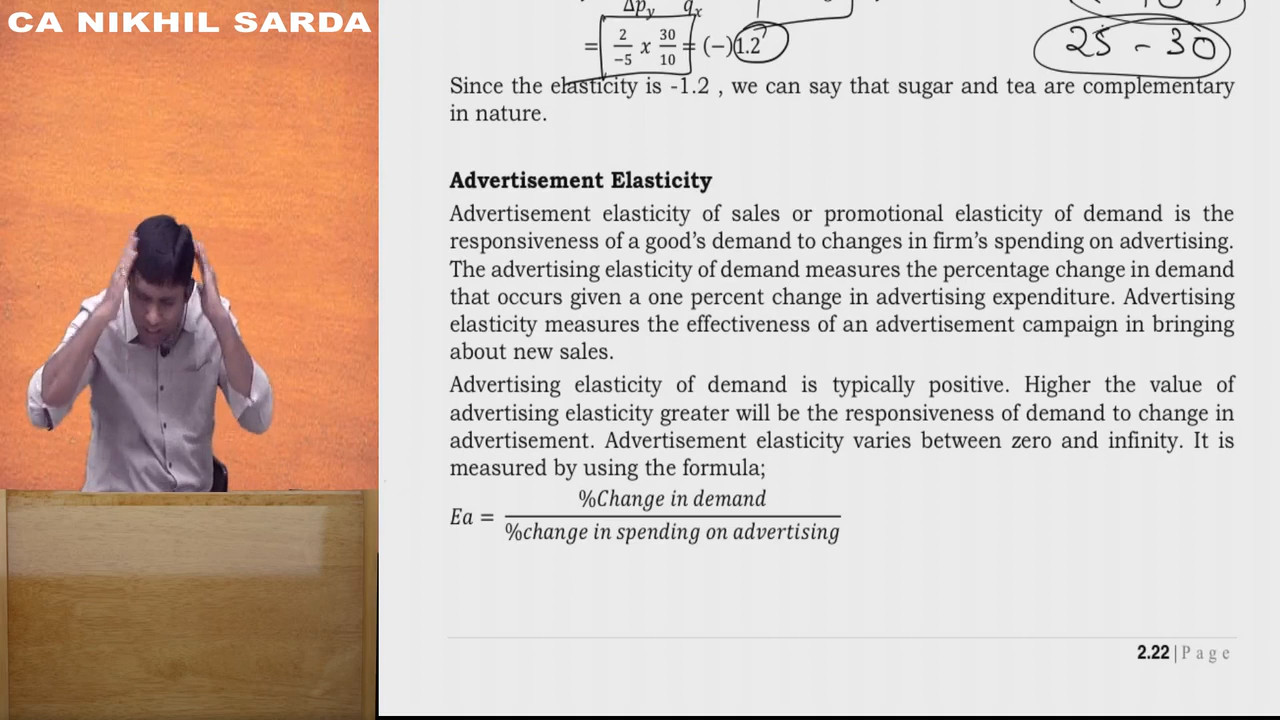 CA NIKHIL SARDA
Δp_y q_x
= 2/-5 x 30/10 = (-)1.2
25 - 30
Since the elasticity is -1.2 , we can say that sugar and tea are complementary
in nature.
Advertisement Elasticity
Advertisement elasticity of sales or promotional elasticity of demand is the
responsiveness of a good’s demand to changes in firm’s spending on advertising.
The advertising elasticity of demand measures the percentage change in demand
that occurs given a one percent change in advertising expenditure. Advertising
elasticity measures the effectiveness of an advertisement campaign in bringing
about new sales.
Advertising elasticity of demand is typically positive. Higher the value of
advertising elasticity greater will be the responsiveness of demand to change in
advertisement. Advertisement elasticity varies between zero and infinity. It is
measured by using the formula;
%Change in demand
Ea =
%change in spending on advertising
2.22|Page